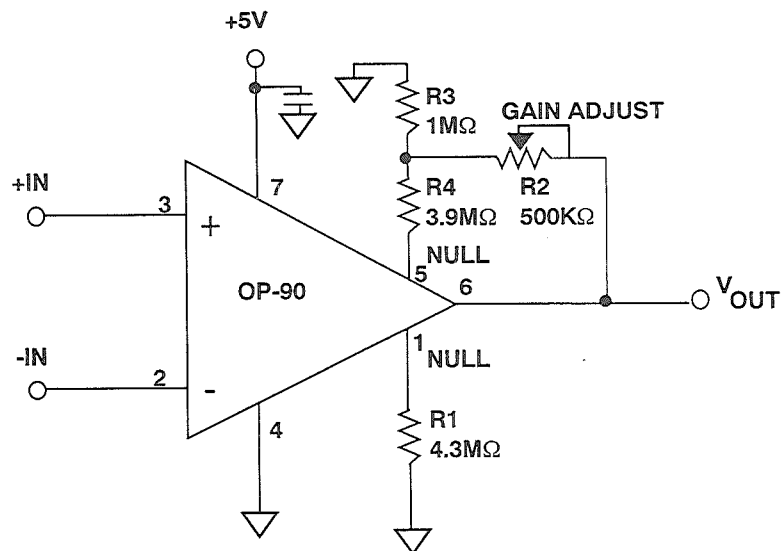 +5V
R3
1MΩ
GAIN ADJUST
+IN
7
3
+
R4
3.9MΩ
R2
500KΩ
NULL
5
6
OP-90
VOUT
-IN
1
NULL
2
-
4
R1
4.3MΩ